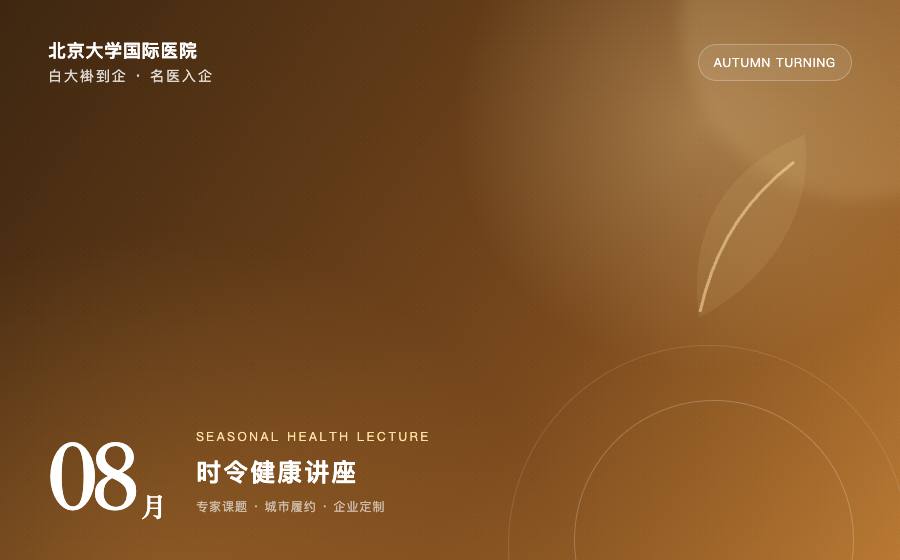 北京大学国际医院
白大褂到企 · 名医入企
AUTUMN TURNING
SEASONAL HEALTH LECTURE
08月
时令健康讲座
专家课题 · 城市履约 · 企业定制